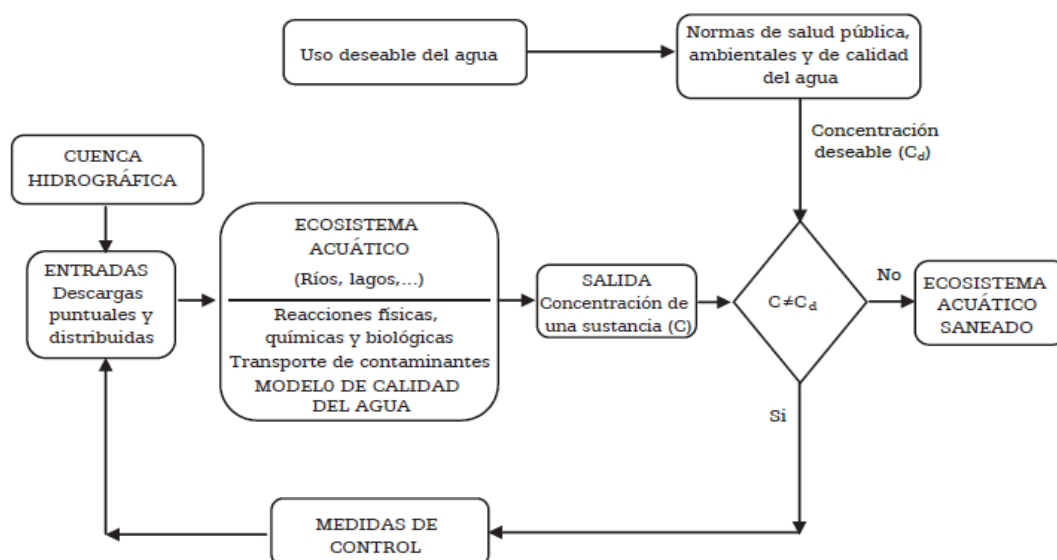 Uso deseable del agua
Normas de salud pública,
ambientales y de calidad
del agua
Concentración
deseable (Cd)
CUENCA
HIDROGRÁFICA
ENTRADAS
Descargas
puntuales y
distribuidas
ECOSISTEMA
ACUÁTICO
(Ríos, lagos,...)
Reacciones físicas,
químicas y biológicas
Transporte de contaminantes
MODEL0 DE CALIDAD
DEL AGUA
SALIDA
Concentración de
una sustancia (C)
C≠Cd
No
ECOSISTEMA
ACUÁTICO
SANEADO
Si
MEDIDAS DE
CONTROL